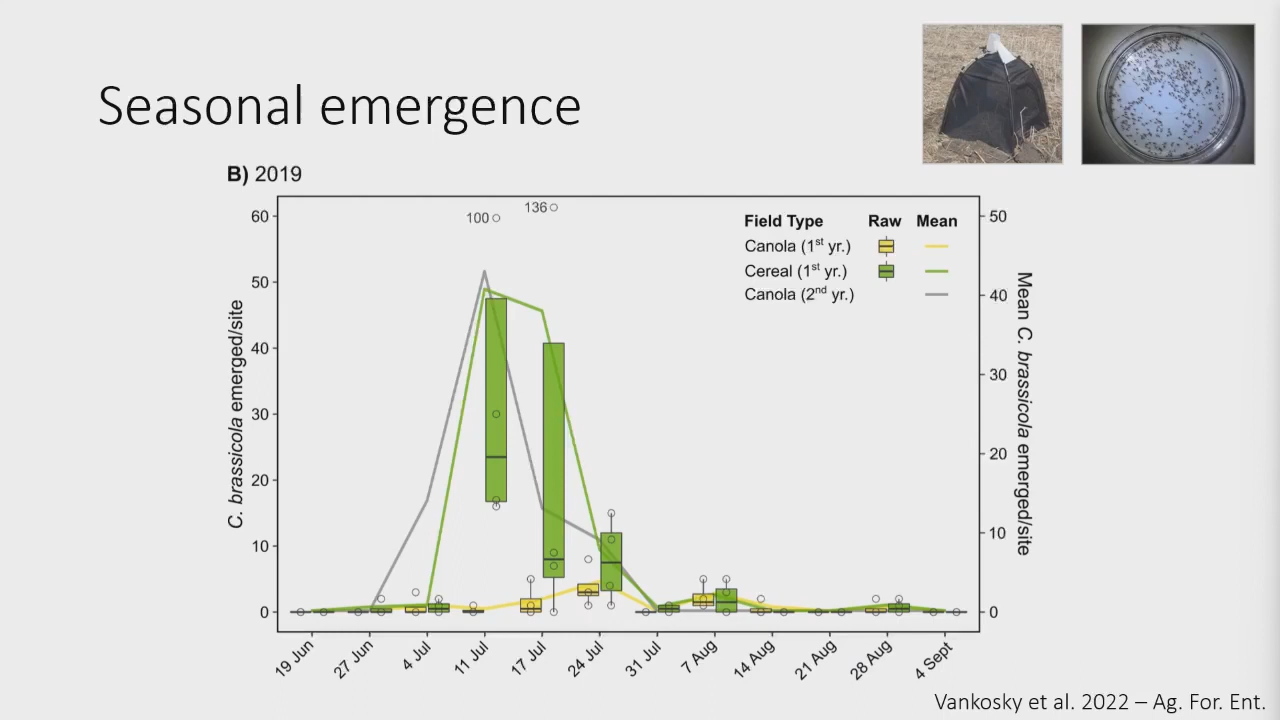 Seasonal emergence
B) 2019
100
136
60
50
40
30
20
10
0
C. brassicola emerged/site
Field Type Raw Mean
Canola (1st yr.)
Cereal (1st yr.)
Canola (2nd yr.)
50
40
30
20
10
0
Mean C. brassicola emerged/site
19 Jun
27 Jun
4 Jul
11 Jul
17 Jul
24 Jul
31 Jul
7 Aug
14 Aug
21 Aug
28 Aug
4 Sept
Vankosky et al. 2022 – Ag. For. Ent.